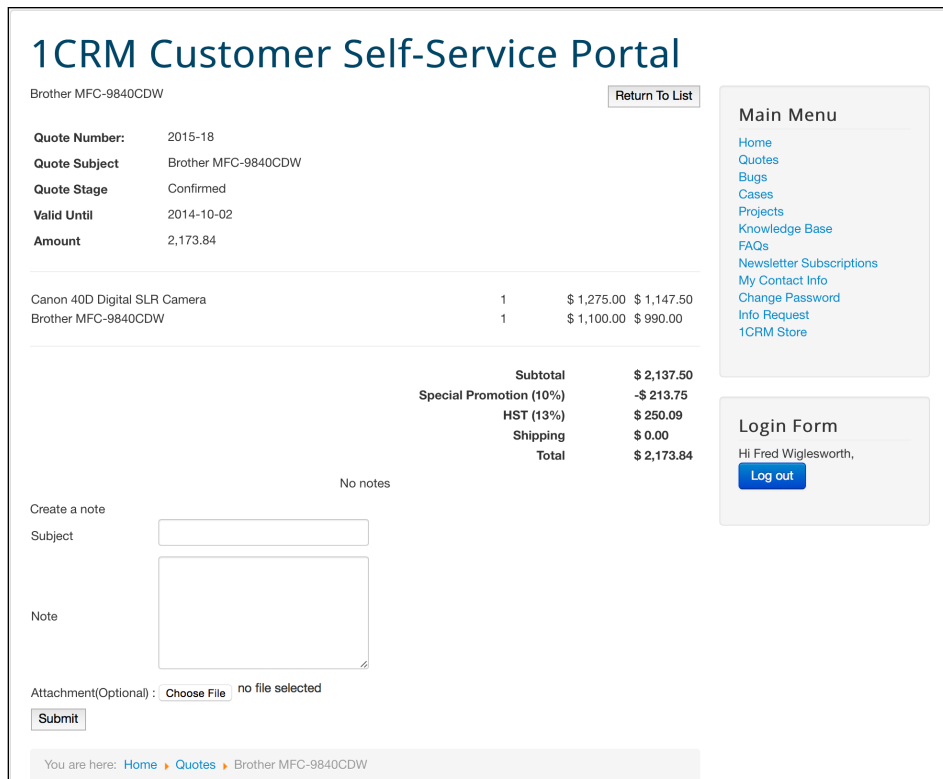 1CRM Customer Self-Service Portal
Brother MFC-9840CDW
Return To List
Quote Number: 2015-18
Quote Subject Brother MFC-9840CDW
Quote Stage Confirmed
Valid Until 2014-10-02
Amount 2,173.84
Canon 40D Digital SLR Camera 1 $ 1,275.00 $ 1,147.50
Brother MFC-9840CDW 1 $ 1,100.00 $ 990.00
Subtotal $ 2,137.50
Special Promotion (10%) -$ 213.75
HST (13%) $ 250.09
Shipping $ 0.00
Total $ 2,173.84
No notes
Create a note
Subject
Note
Attachment(Optional) : Choose File no file selected
Submit
You are here: Home Quotes Brother MFC-9840CDW
Main Menu
Home
Quotes
Bugs
Cases
Projects
Knowledge Base
FAQs
Newsletter Subscriptions
My Contact Info
Change Password
Info Request
1CRM Store
Login Form
Hi Fred Wiglesworth,
Log out